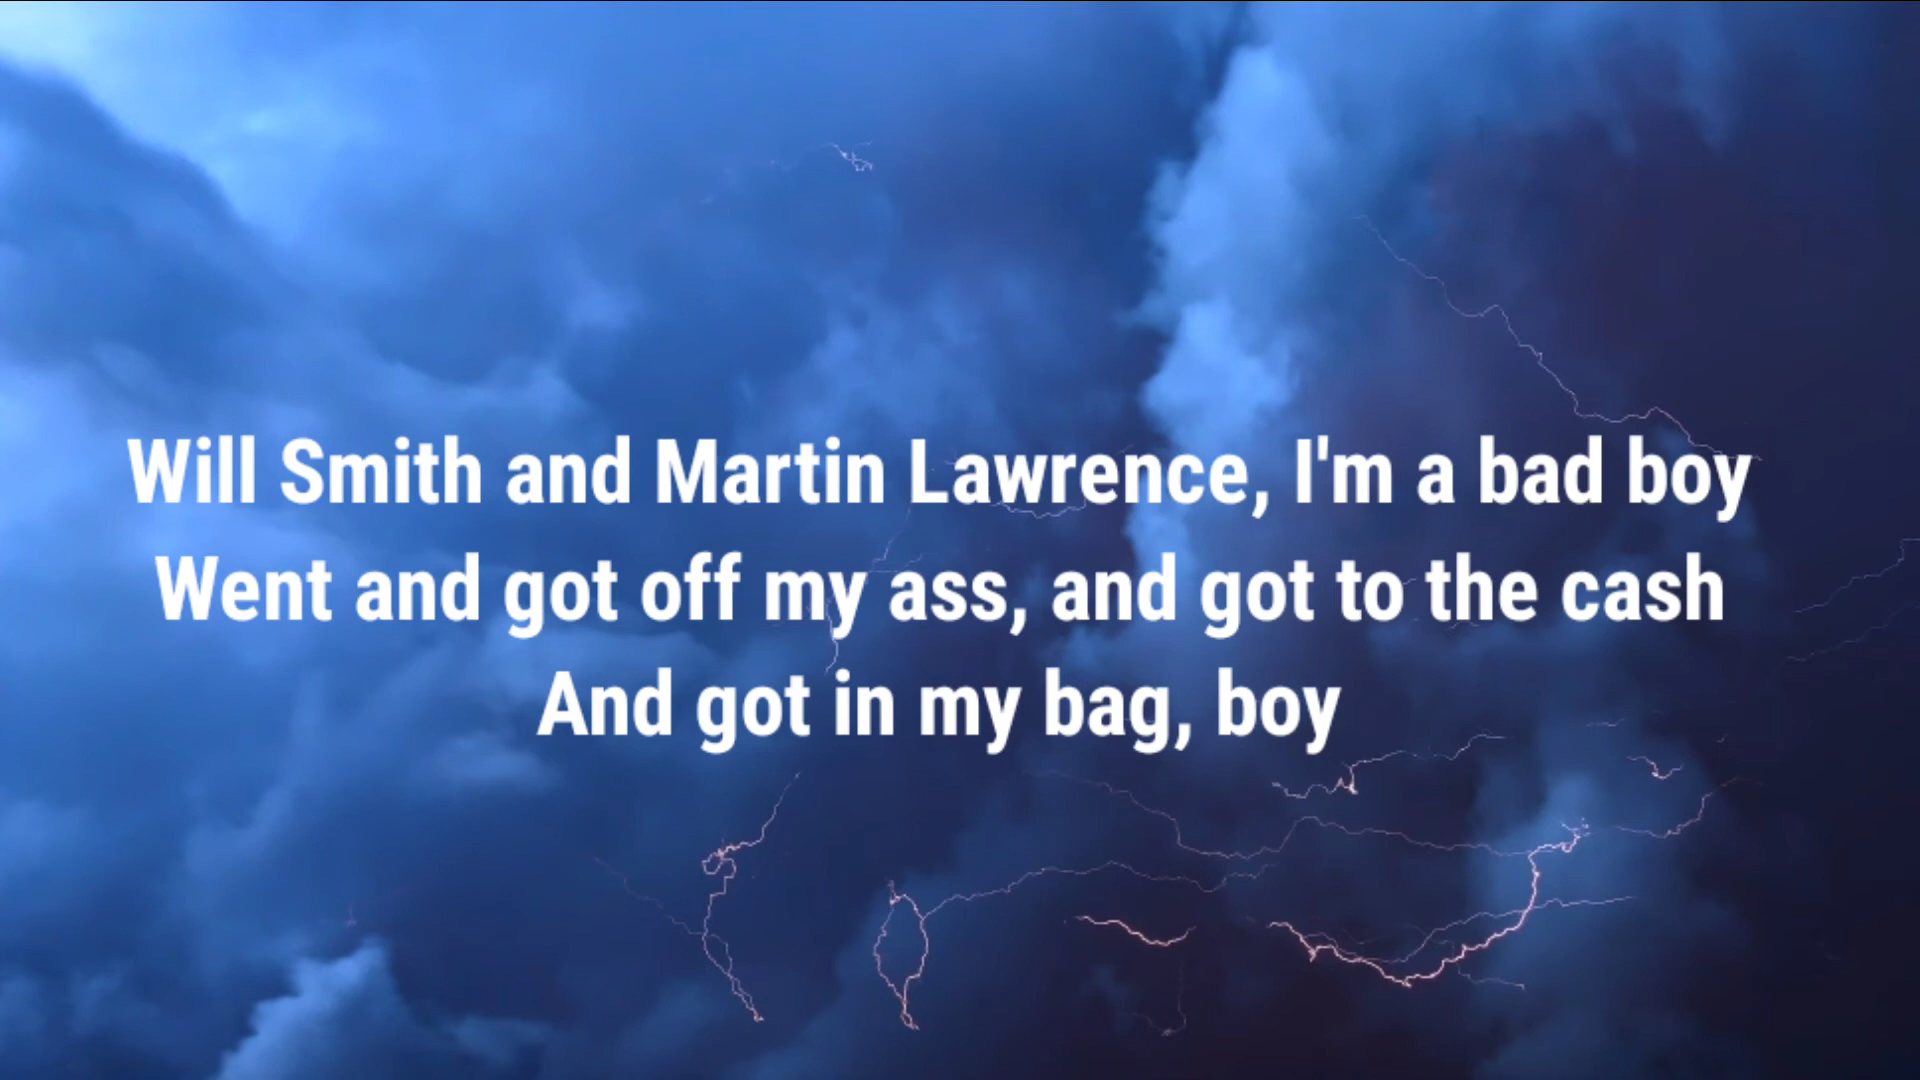 Will Smith and Martin Lawrence, I'm a bad boy
Went and got off my ass, and got to the cash
And got in my bag, boy